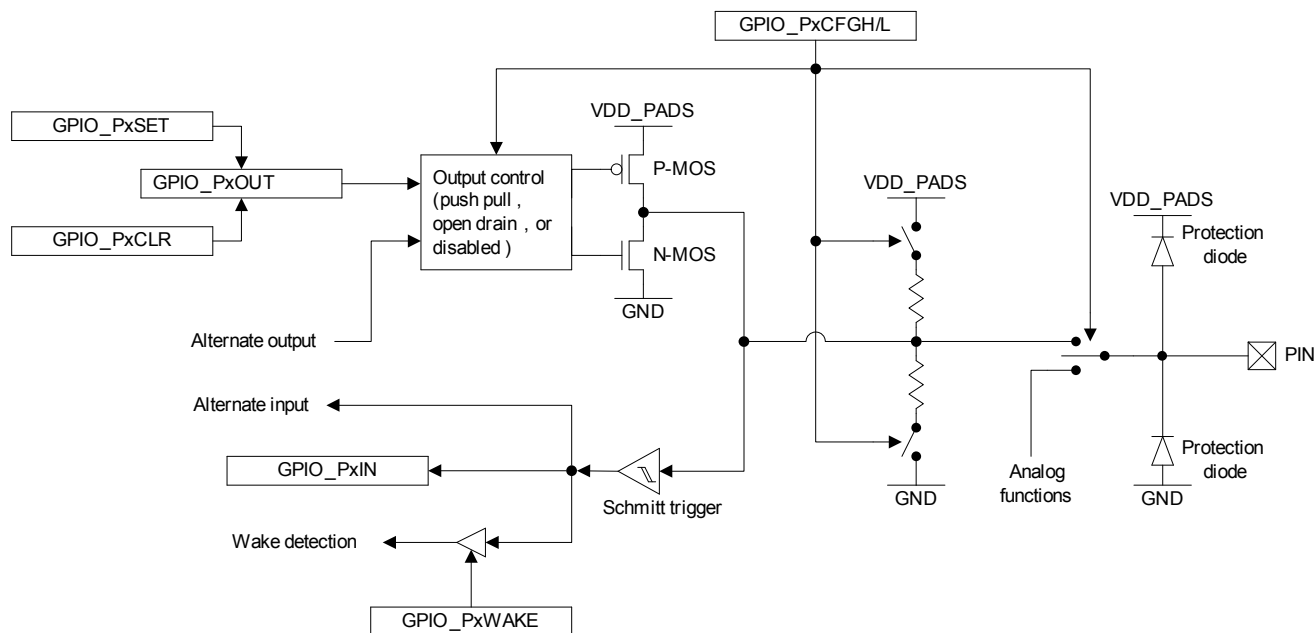 GPIO_PxCFGH/L
GPIO_PxSET
VDD_PADS
GPIO_PxOUT
Output control
(push pull ,
open drain , or
disabled )
P-MOS
VDD_PADS
VDD_PADS
GPIO_PxCLR
N-MOS
Protection
diode
GND
Alternate output
PIN
Alternate input
GPIO_PxIN
Schmitt trigger
GND
Analog
functions
Protection
diode
GND
Wake detection
GPIO_PxWAKE